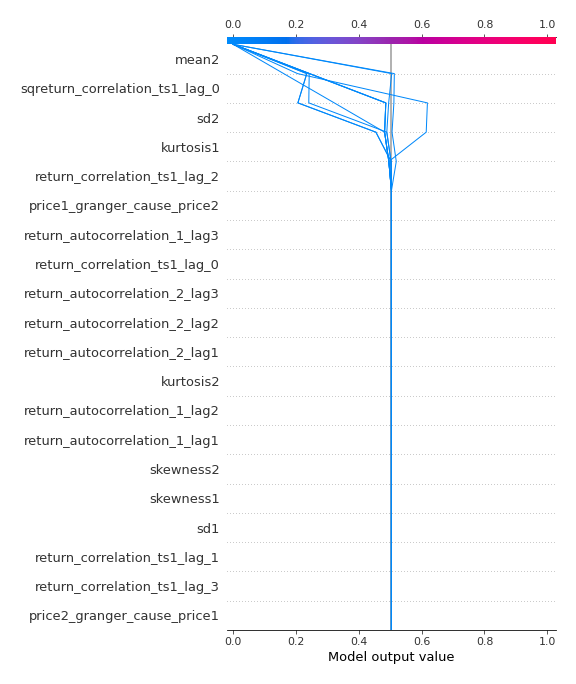 0.0 0.2 0.4 0.6 0.8 1.0
mean2
sqreturn_correlation_ts1_lag_0
sd2
kurtosis1
return_correlation_ts1_lag_2
price1_granger_cause_price2
return_autocorrelation_1_lag3
return_correlation_ts1_lag_0
return_autocorrelation_2_lag3
return_autocorrelation_2_lag2
return_autocorrelation_2_lag1
kurtosis2
return_autocorrelation_1_lag2
return_autocorrelation_1_lag1
skewness2
skewness1
sd1
return_correlation_ts1_lag_1
return_correlation_ts1_lag_3
price2_granger_cause_price1
0.0 0.2 0.4 0.6 0.8 1.0
Model output value